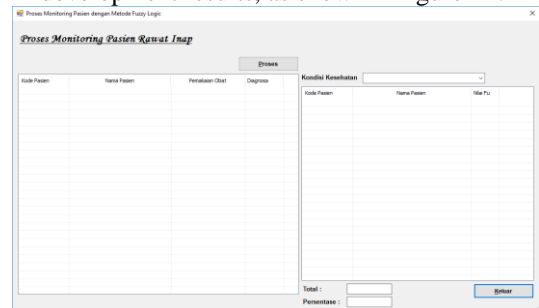 Proses Monitoring Pasien dengan Metode Fuzzy Logic
Proses Monitoring Pasien Rawat Inap
Proses
Kode Pasien Nama Pasien Pemakaian Obat Diagnosa
Kondisi Kesehatan
Kode Pasien Nama Pasien Nilai Fu
Total :
Persentase :
Keluar